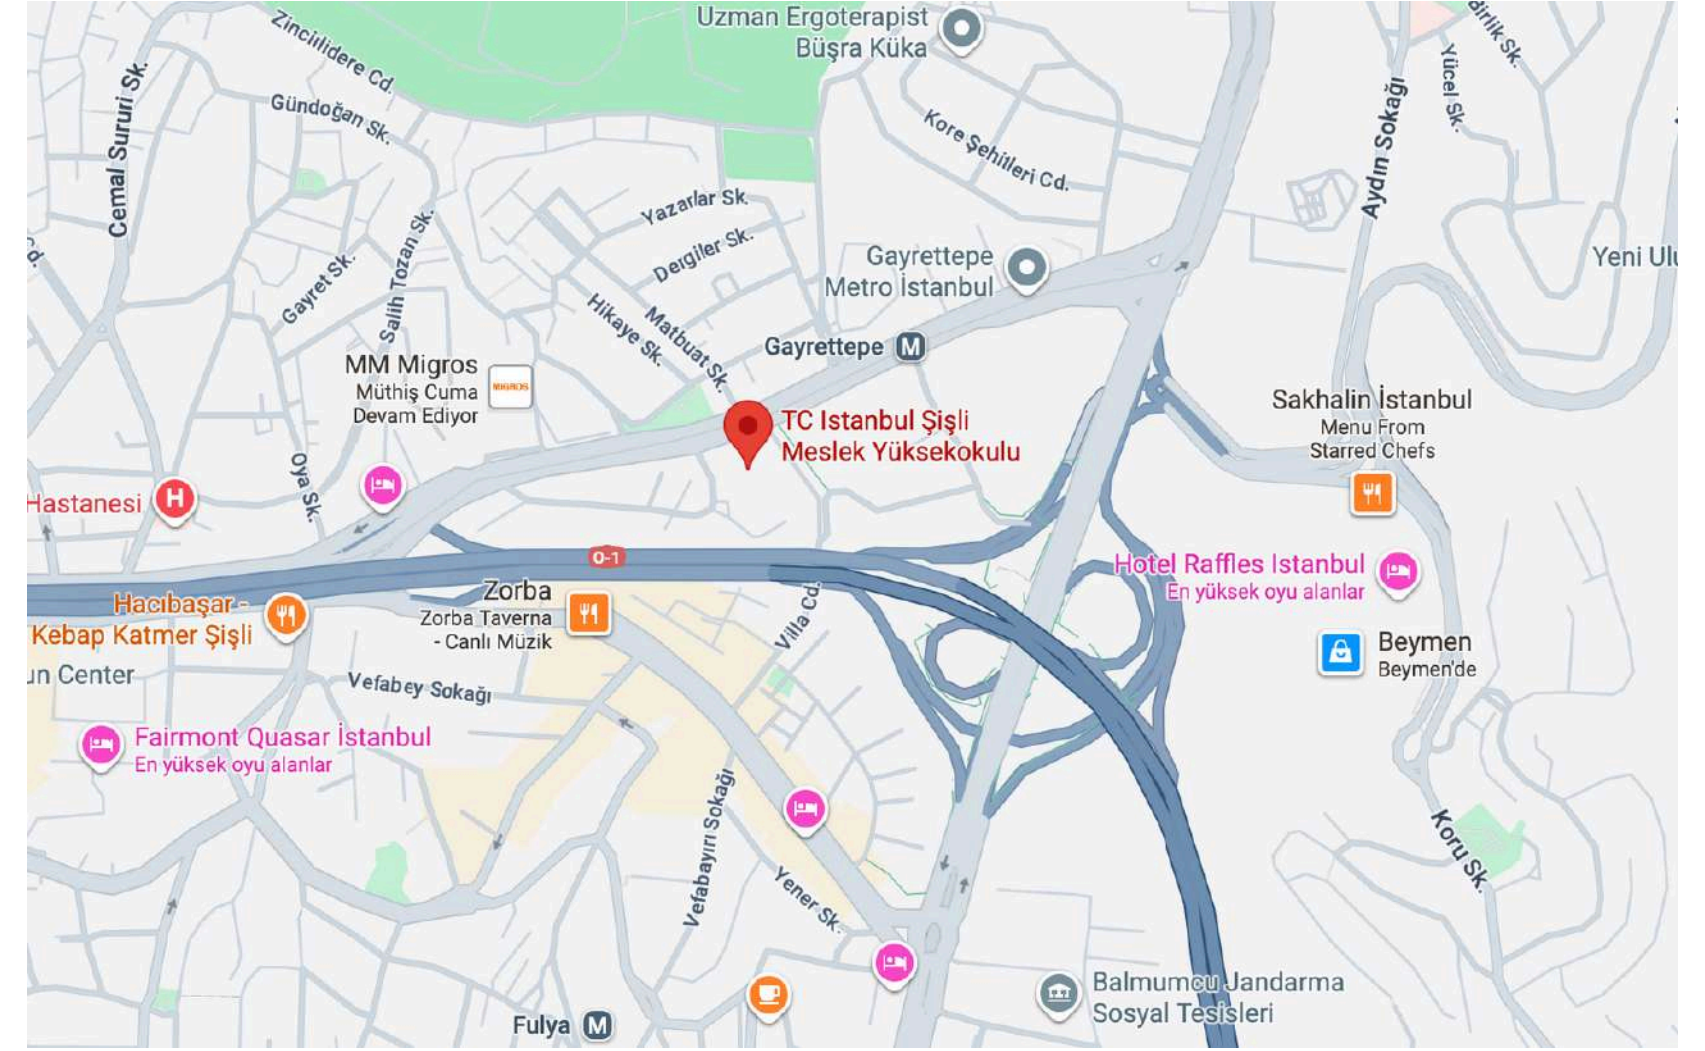 Uzman Ergoterapist
Büşra Küka
Zincirlidere Cd.
Gündoğan Sk.
Cemal Sururi Sk.
Kore Şehitleri Cd.
Birlik Sk.
Yücel Sk.
Aydın Sokağı
Yazarlar Sk.
Dergiler Sk.
Salih Tozan Sk.
Gayret Sk.
Cd.
Gayrettepe
Metro İstanbul
Yeni Ulu
Hikaye Sk.
Matbuat Sk.
Gayrettepe M
MM Migros
Müthiş Cuma
Devam Ediyor
MIGROS
TC Istanbul Şişli
Meslek Yüksekokulu
Sakhalin İstanbul
Menu From
Starred Chefs
Oya Sk.
Hastanesi H
O-1
Hotel Raffles Istanbul
En yüksek oyu alanlar
Zorba
Zorba Taverna
- Canlı Müzik
Hacıbaşar -
Kebap Katmer Şişli
Villa Cd.
Beymen
Beymen'de
un Center
Vefabey Sokağı
Fairmont Quasar İstanbul
En yüksek oyu alanlar
Vefabayırı Sokağı
Yener Sk.
Koru Sk.
Balmumcu Jandarma
Sosyal Tesisleri
Fulya M